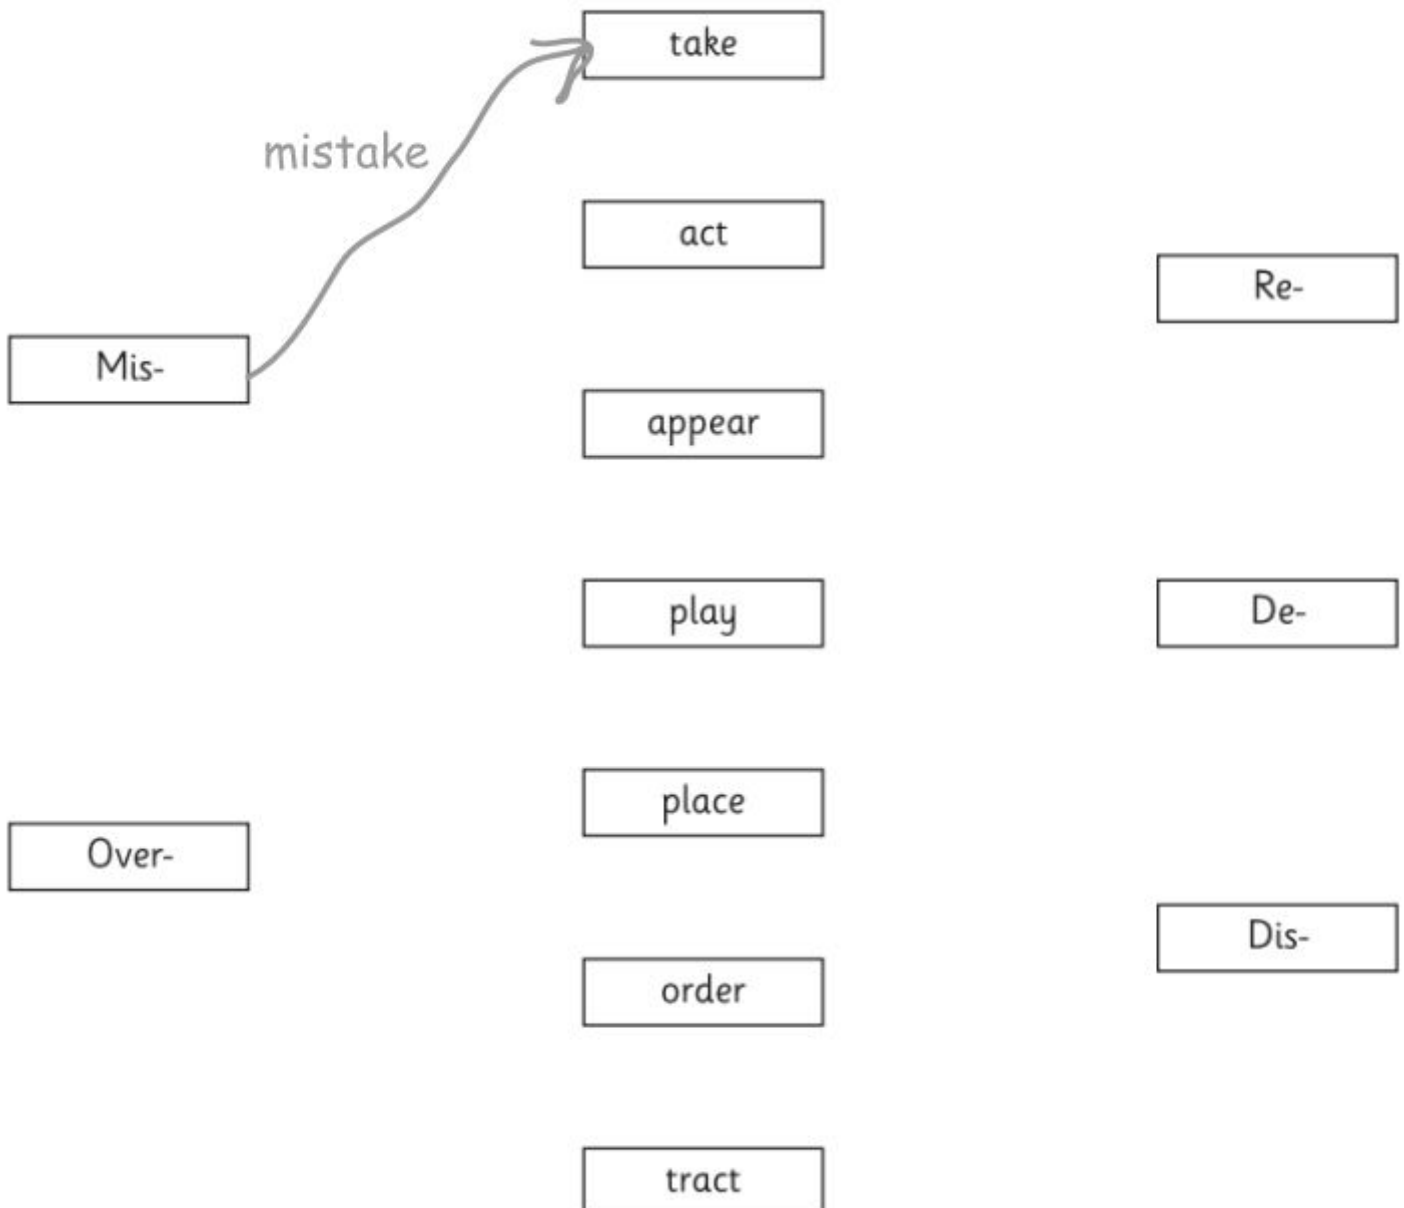 take
mistake
act
Re-
Mis-
appear
play
De-
place
Over-
Dis-
order
tract